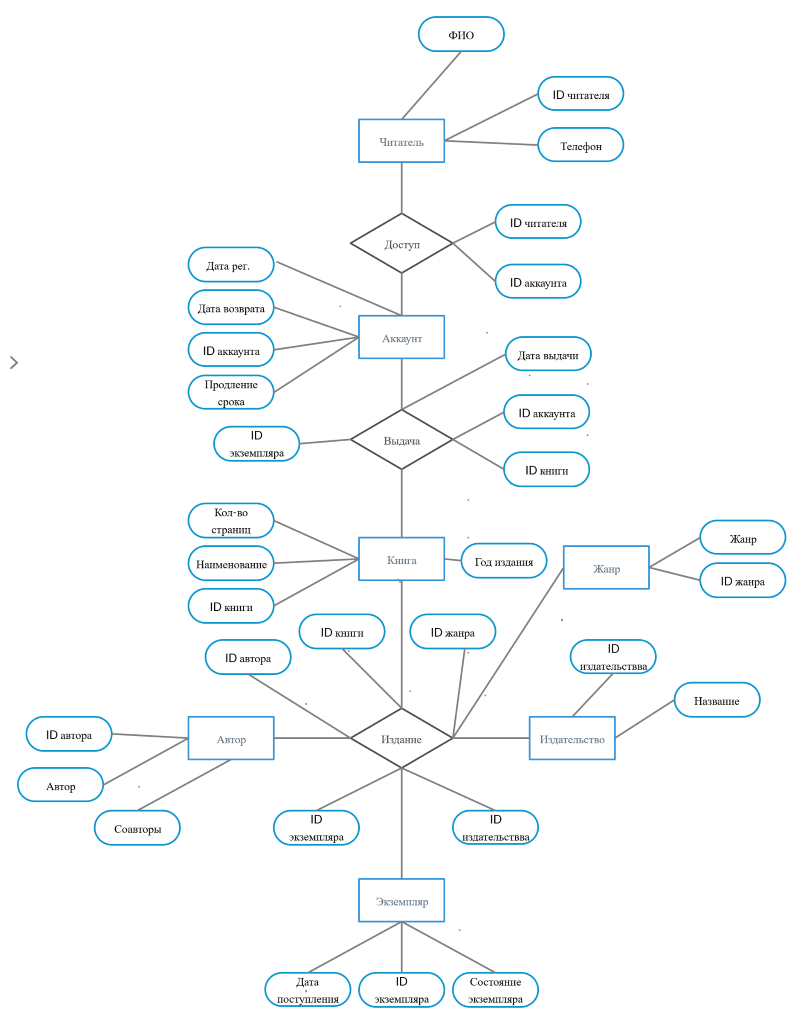 ФИО
ID читателя
Читатель
Телефон
ID читателя
Доступ
Дата рег.
ID аккаунта
Дата возврата
Аккаунт
ID аккаунта
Дата выдачи
Продление
срока
ID аккаунта
ID
экземпляра
Выдача
ID книги
Кол-во
страниц
Жанр
Наименование
Книга
Год издания
Жанр
ID жанра
ID книги
ID книги
ID жанра
ID автора
ID
издательствва
Название
ID автора
Автор
Издание
Издательство
Автор
Соавторы
ID
экземпляра
ID
издательствва
Экземпляр
Дата
поступления
ID
экземпляра
Состояние
экземпляра